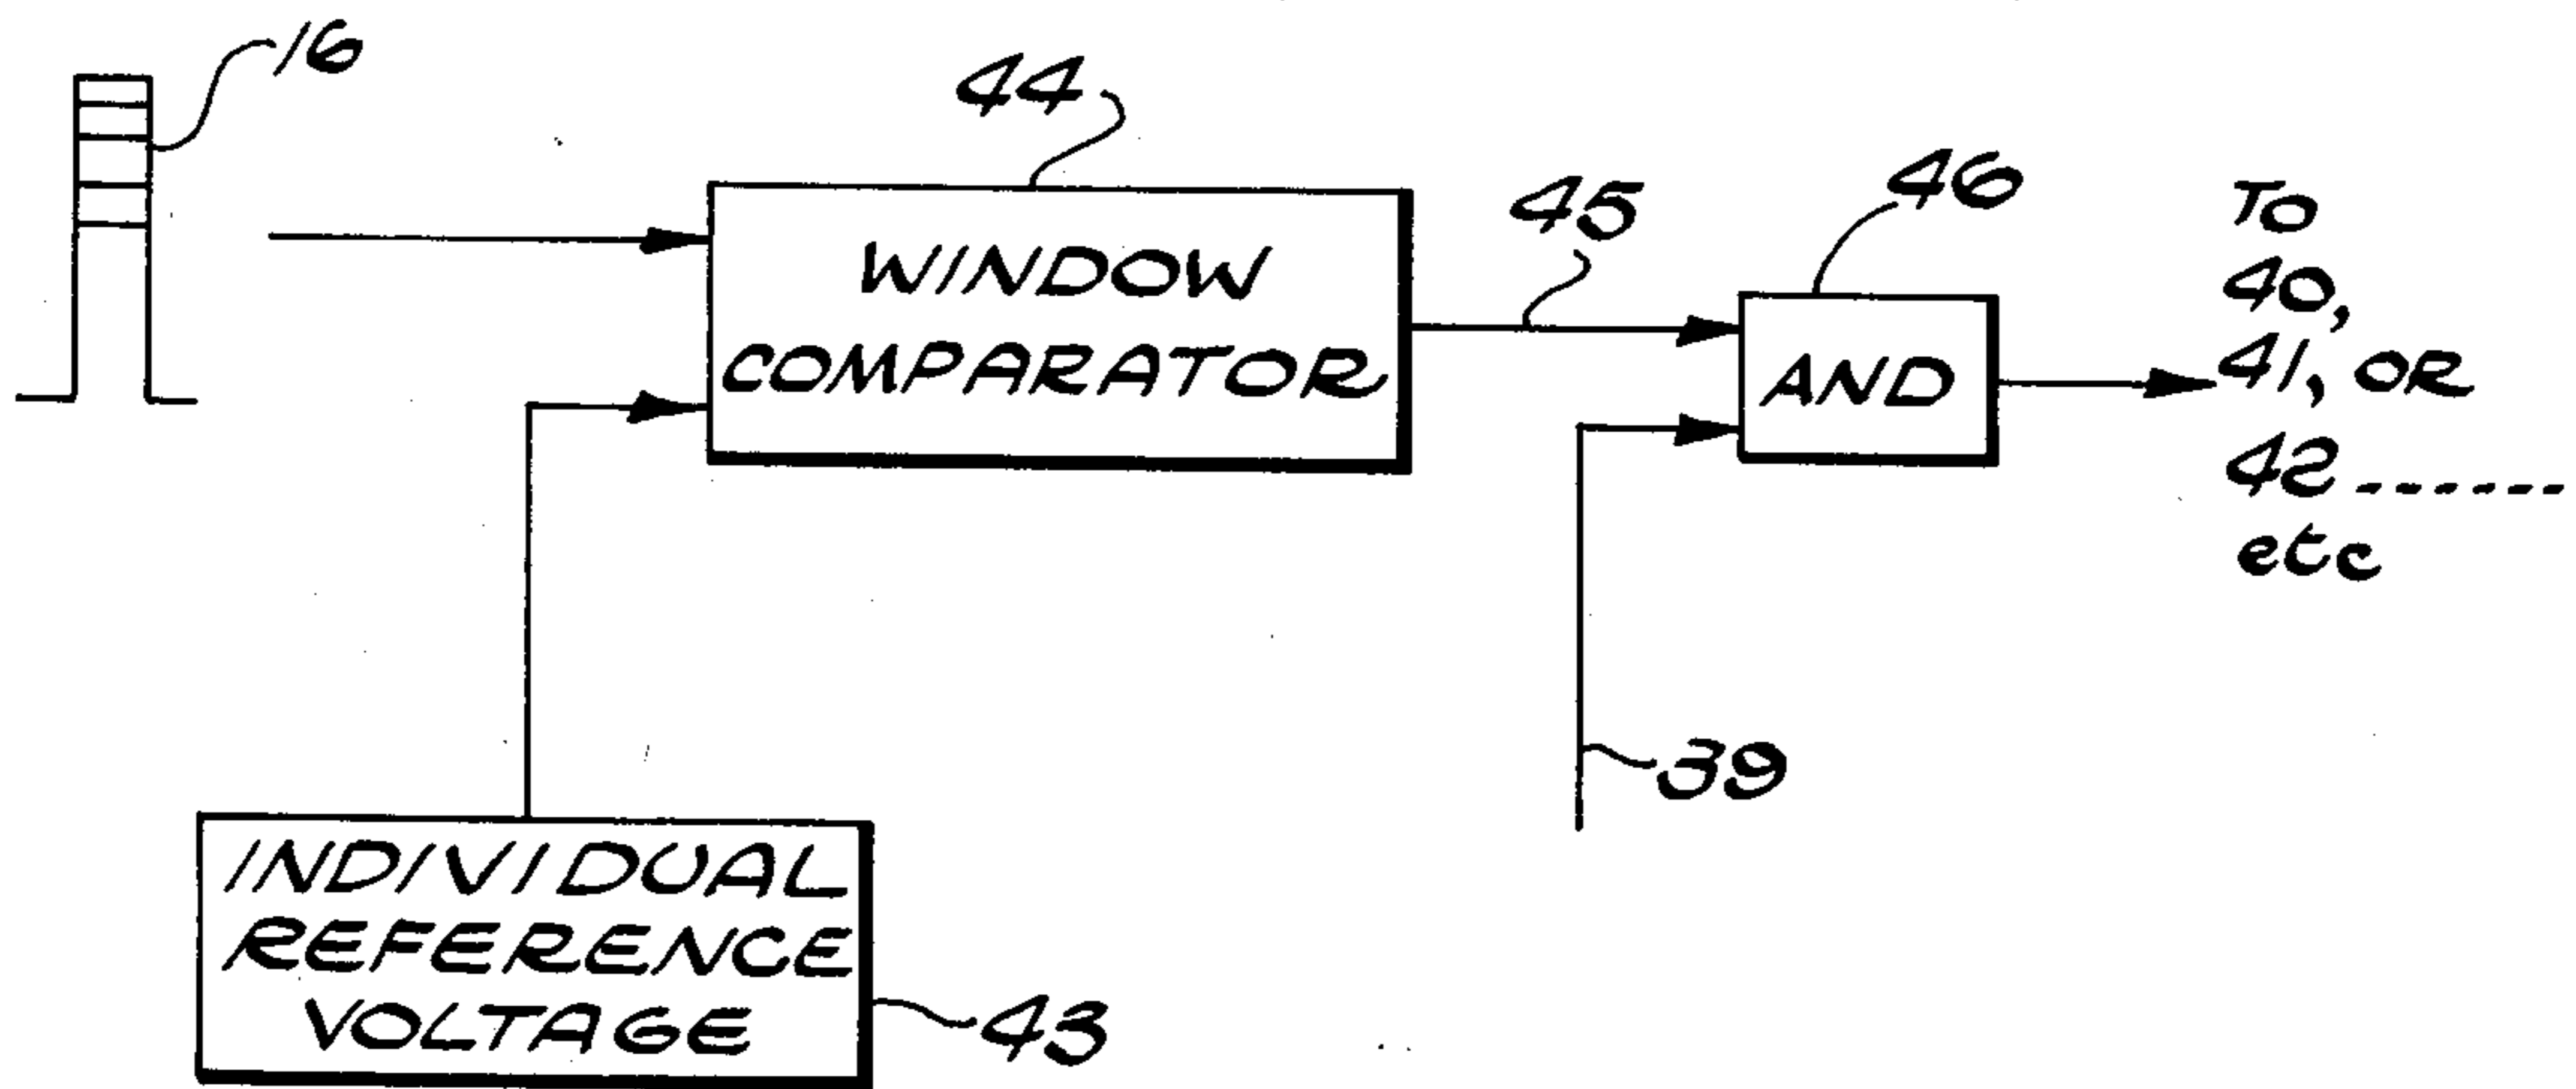 16
44
WINDOW
COMPARATOR
45
46
AND
TO
40,
41, OR
42 ------
etc
39
INDIVIDUAL
REFERENCE
VOLTAGE
43